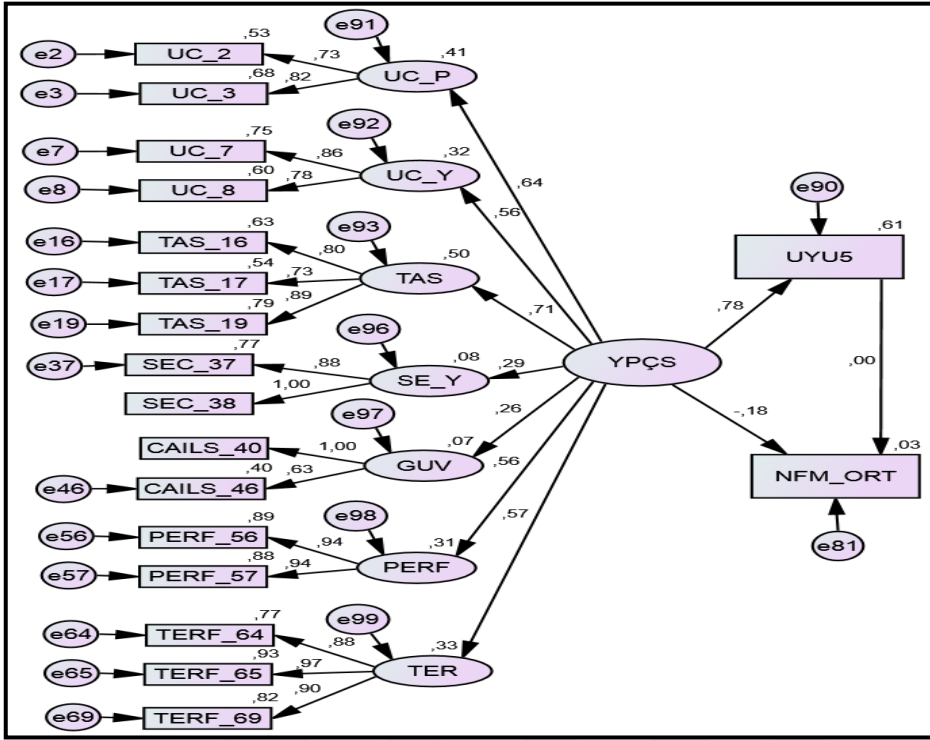 e91
e2
UC_2
,53
,73
,41
UC_P
e3
UC_3
,68
,82
e92
e7
UC_7
,75
,86
,32
UC_Y
e8
UC_8
,60
,78
,64
,56
e90
e93
e16
TAS_16
,63
,80
,50
TAS
e17
TAS_17
,54
,73
e19
TAS_19
,79
,89
,71
,61
UYU5
,78
e96
e37
SEC_37
,77
,88
,08
SE_Y
,29
SEC_38
1,00
YPÇS
,00
-,18
e97
CAILS_40
1,00
,07
GUV
,26
e46
CAILS_46
,40
,63
,56
,03
NFM_ORT
e81
e98
e56
PERF_56
,89
,94
,31
PERF
e57
PERF_57
,88
,94
,57
e99
e64
TERF_64
,77
,88
,33
TER
e65
TERF_65
,93
,97
e69
TERF_69
,82
,90